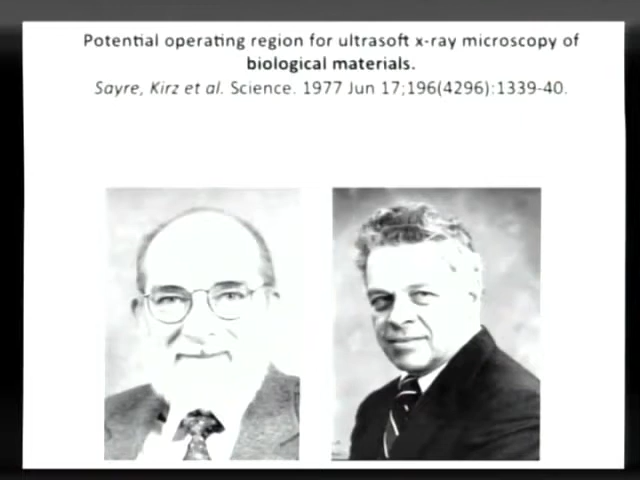 Potential operating region for ultrasoft x-ray microscopy of
biological materials.
Sayre, Kirz et al. Science. 1977 Jun 17;196(4296):1339-40.